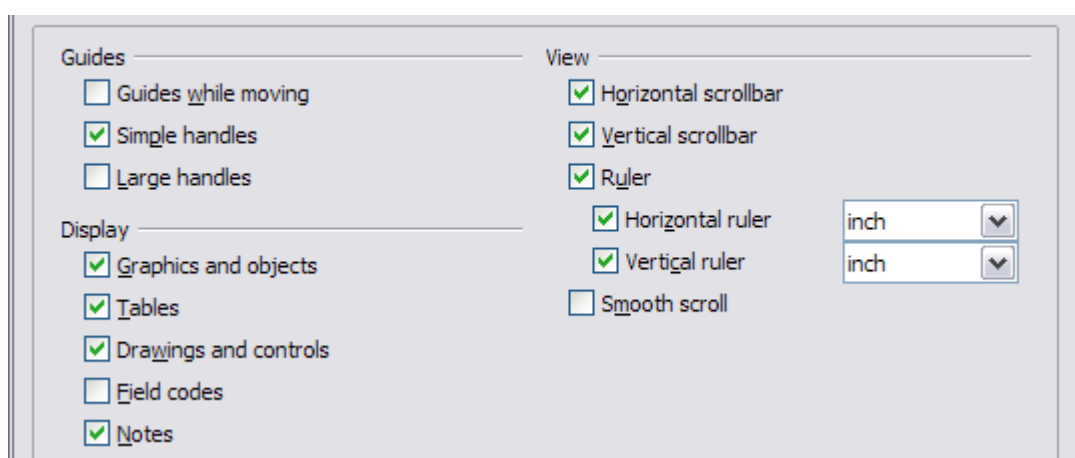 Guides
Guides while moving
Simple handles
Large handles
Display
Graphics and objects
Tables
Drawings and controls
Field codes
Notes
View
Horizontal scrollbar
Vertical scrollbar
Ruler
Horizontal ruler inch
Vertical ruler inch
Smooth scroll